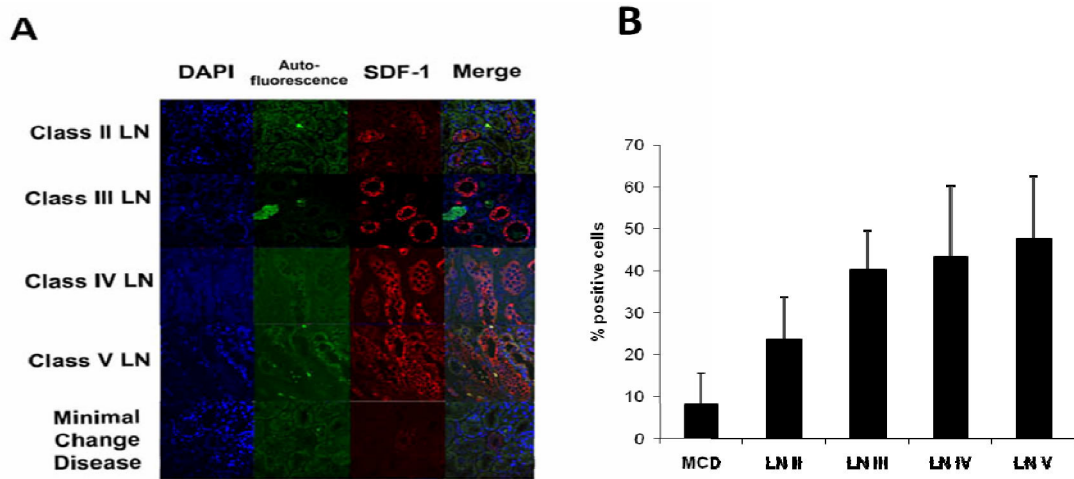 A
DAPI Auto-fluorescence SDF-1 Merge
Class II LN
Class III LN
Class IV LN
Class V LN
Minimal
Change
Disease
B
% positive cells
70
60
50
40
30
20
10
0
MCD LN II LN III LN IV LN V